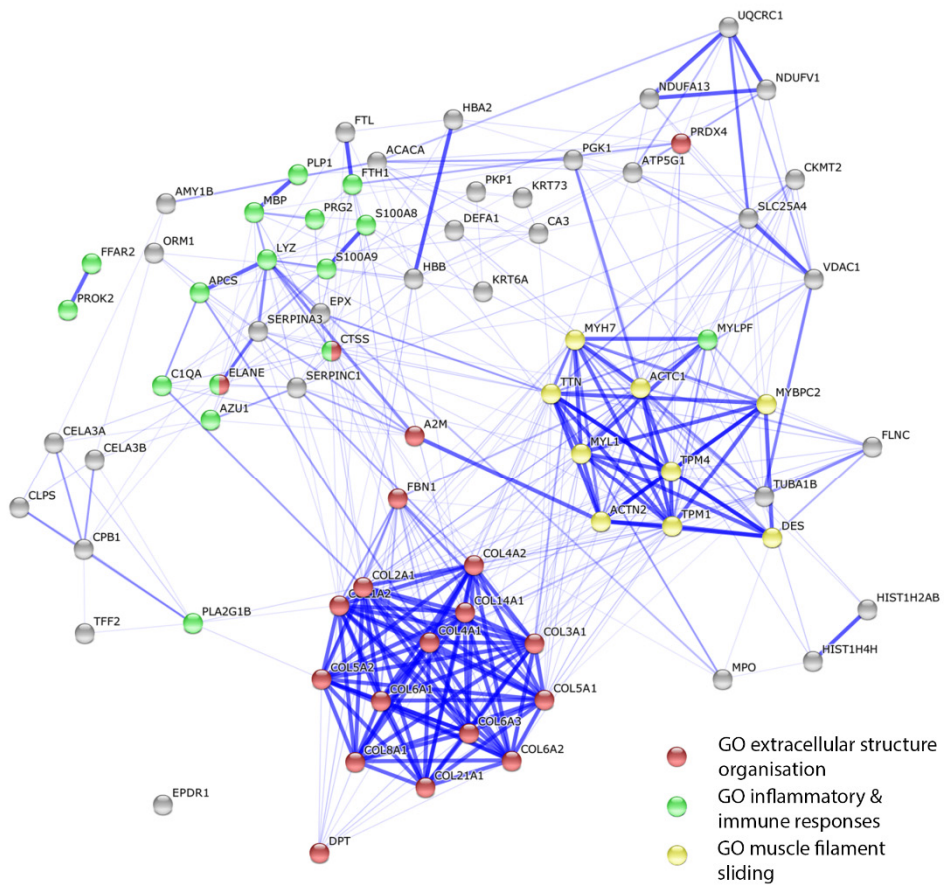 UQCRC1
NDUFA13
NDUFV1
HBA2
FTL
PRDX4
ACACA
PGK1
ATP5G1
CKMT2
PLP1
FTH1
AMY1B
PKP1
KRT73
SLC25A4
MBP
PRG2
S100A8
DEFA1
CA3
ORM1
LYZ
FFAR2
S100A9
HBB
VDAC1
APCS
KRT6A
PROK2
EPX
SERPINA3
MYH7
MYLPF
CTSS
C1QA
ELANE
SERPINC1
TTN
ACTC1
MYBPC2
AZU1
A2M
CELA3A
MYL1
FLNC
CELA3B
TPM4
FBN1
TUBA1B
CLPS
ACTN2
TPM1
DES
CPB1
COL4A2
COL2A1
COL1A2
COL14A1
HIST1H2AB
TFF2
PLA2G1B
COL4A1
COL3A1
HIST1H4H
COL5A2
MPO
COL6A1
COL5A1
COL6A3
COL8A1
COL6A2
COL21A1
EPDR1
DPT
GO extracellular structure
organisation
GO inflammatory &
immune responses
GO muscle filament
sliding